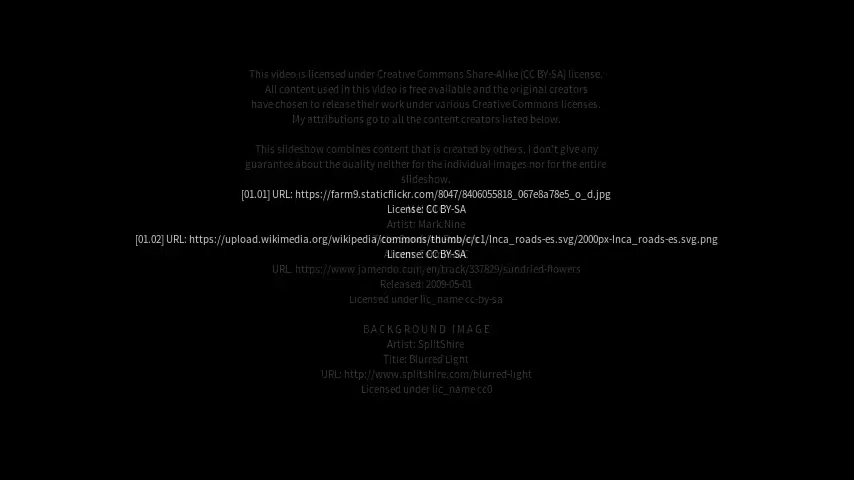 This video is licensed under Creative Commons Share-Alike (CC BY-SA) license.
All content used in this video is free available and the original creators
have chosen to release their work under various Creative Commons licenses.
My attributions go to all the content creators listed below.
This slideshow combines content that is created by others. I don't give any
guarantee about the quality neither for the individual images nor for the entire
slideshow.
[01.01] URL: https://farm9.staticflickr.com/8047/8406055818_067e8a78e5_o_d.jpg
License: CC BY-SA
Artist: Mark Nine
[01.02] URL: https://upload.wikimedia.org/wikipedia/commons/thumb/c/c1/Inca_roads-es.svg/2000px-Inca_roads-es.svg.png
License: CC BY-SA
URL: https://www.jamendo.com/en/track/337829/sundried-flowers
Released: 2009-05-01
Licensed under lic_name cc-by-sa
BACKGROUND IMAGE
Artist: SplitShire
Title: Blurred Light
URL: http://www.splitshire.com/blurred-light
Licensed under lic_name cc0